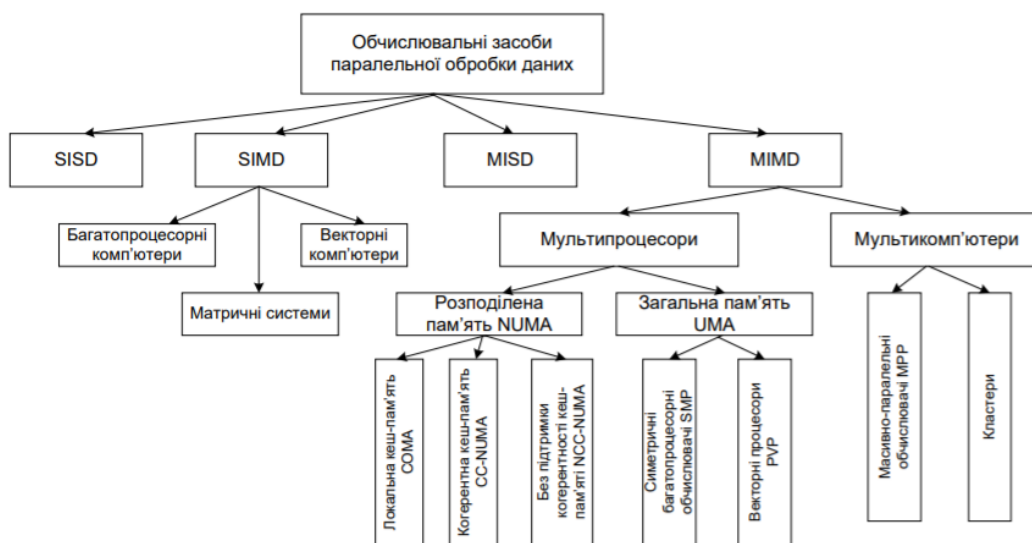 Обчислювальні засоби
паралельної обробки даних
SISD
SIMD
MISD
MIMD
Багатопроцесорні
комп'ютери
Векторні
комп'ютери
Матричні системи
Мультипроцесори
Мультикомп'ютери
Розподілена
пам'ять NUMA
Загальна пам'ять
UMA
Локальна кеш-пам'ять
COMA
Когерентна кеш-пам'ять
CC-NUMA
Без підтримки
когерентності кеш-
пам'яті NCC-NUMA
Симетричні
багатопроцесорні
обчислювачі SMP
Векторні процесори
PVP
Масивно-паралельні
обчислювачі MPP
Кластери